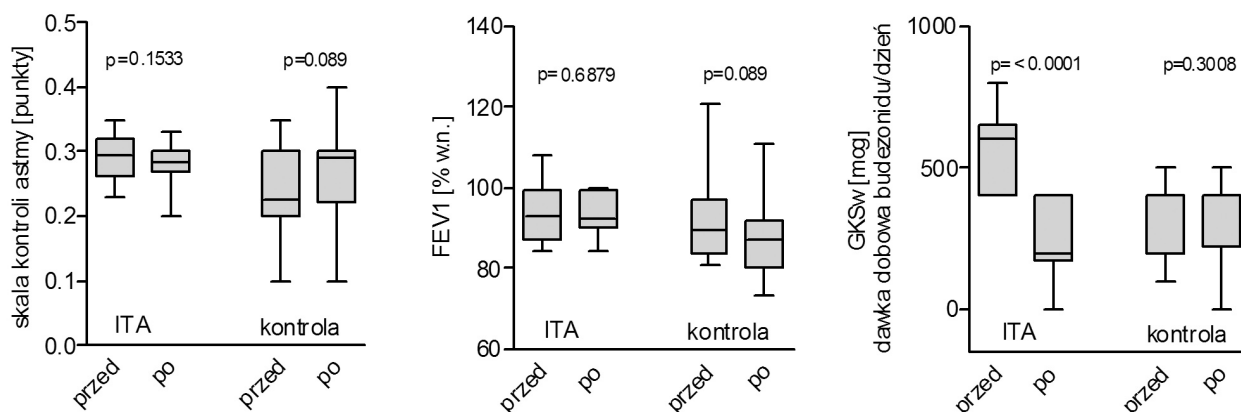 skala kontroli astmy [punkty]
0.5
0.4
0.3
0.2
0.1
0.0
p=0.1533
p=0.089
ITA
kontrola
przed
po
przed
po
FEV1 [% w.n.]
140
120
100
80
60
p=0.6879
p=0.089
ITA
kontrola
przed
po
przed
po
GKSw [mcg]
dawka dobowa budezonidu/dzień
1000
500
0
p=<0.0001
p=0.3008
ITA
kontrola
przed
po
przed
po